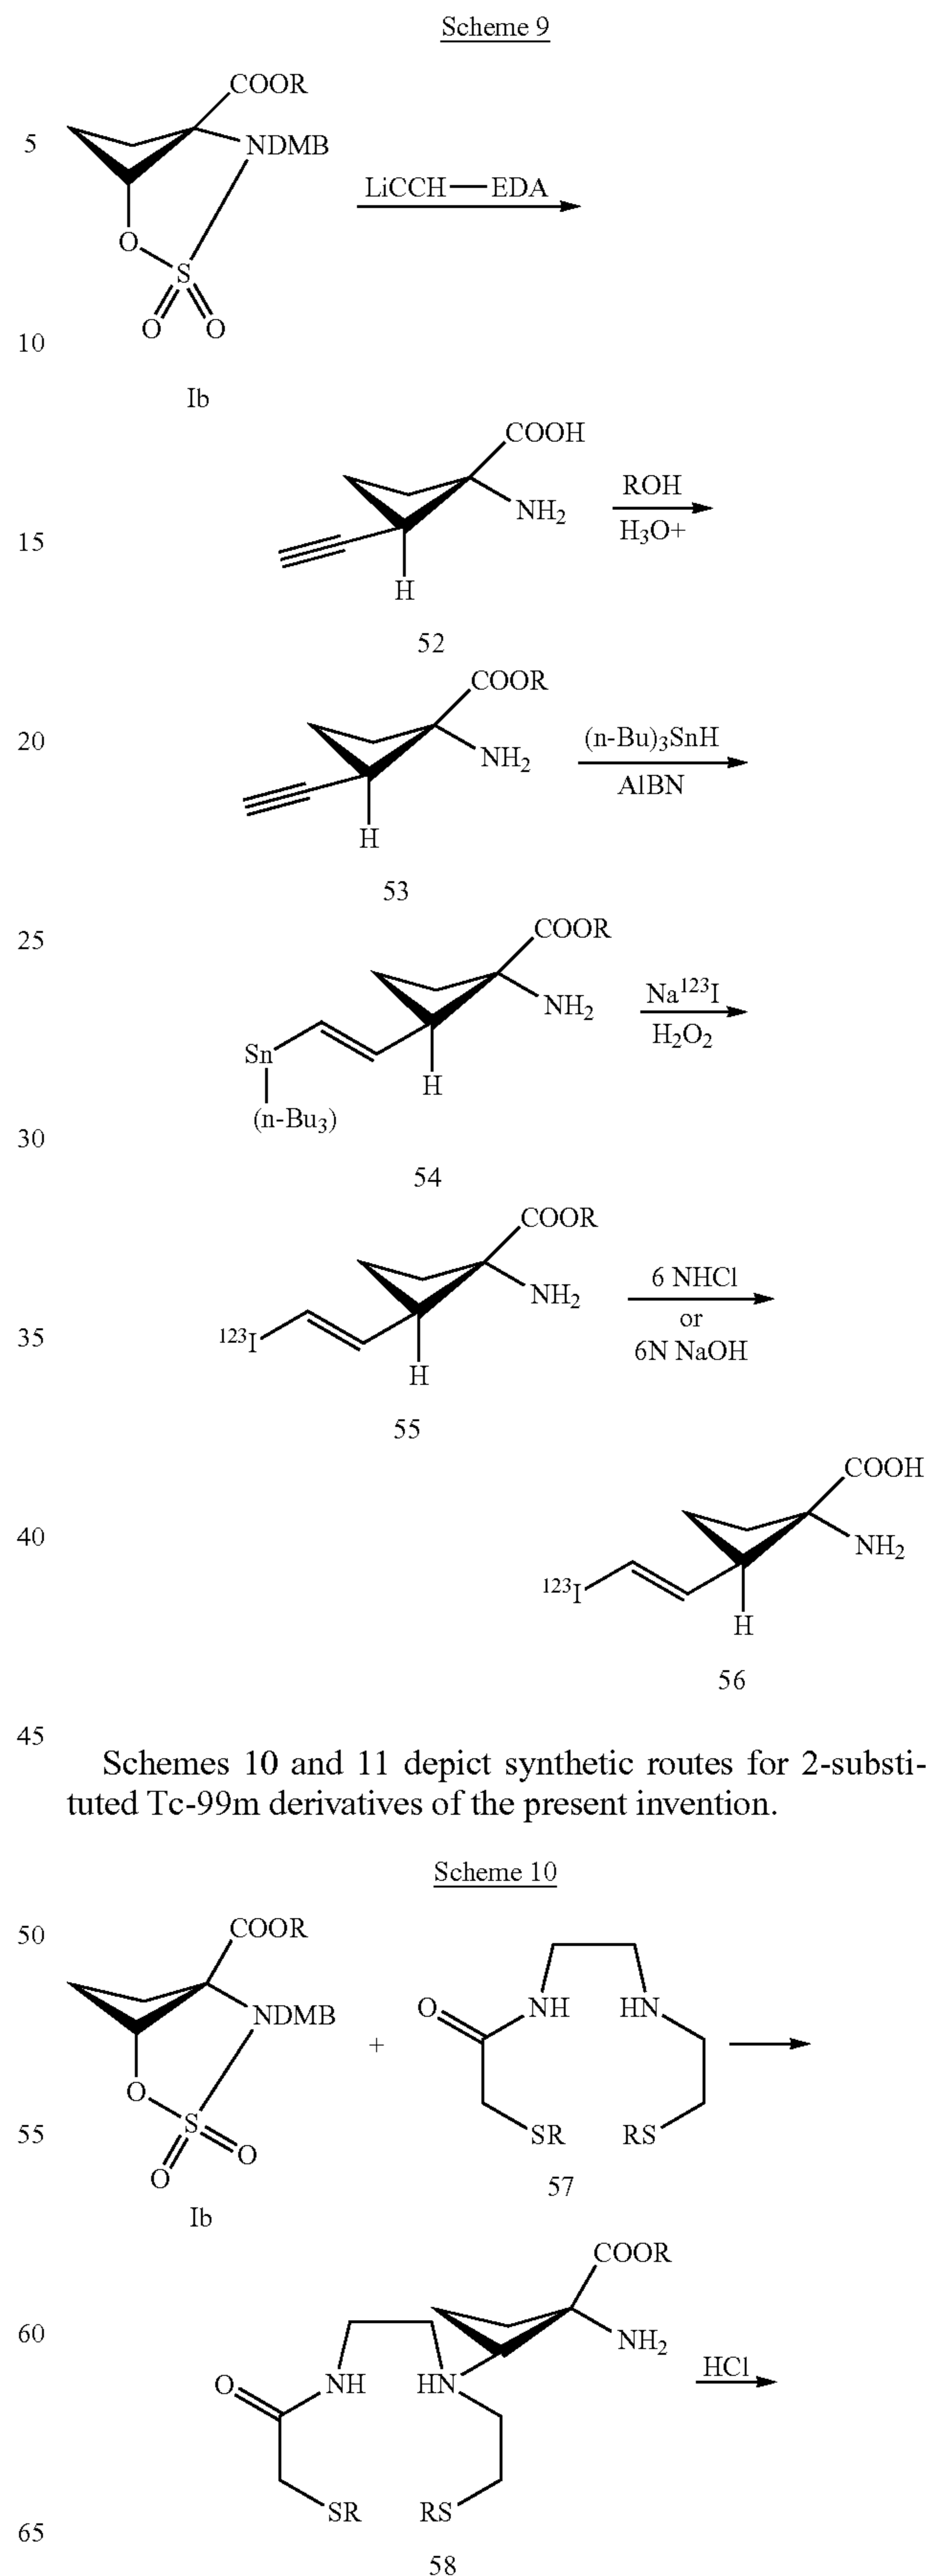 Scheme 9
COOR
5
NDMB
LiCCH—EDA
O
S
O O
10
Ib
COOH
ROH
NH2
H3O+
15
H
52
COOR
20
(n-Bu)3SnH
NH2
AlBN
H
53
25
COOR
Na123I
NH2
H2O2
Sn
H
(n-Bu3)
30
54
COOR
6 NHCl
NH2
or
35
123I
6N NaOH
H
55
COOH
40
NH2
123I
H
56
45
Schemes 10 and 11 depict synthetic routes for 2-substi-
tuted Tc-99m derivatives of the present invention.
Scheme 10
50
COOR
O NH HN
NDMB
+
O
S
55
O
SR RS
O
57
Ib
COOR
60
NH2
HCl
O NH HN
SR RS
65
58